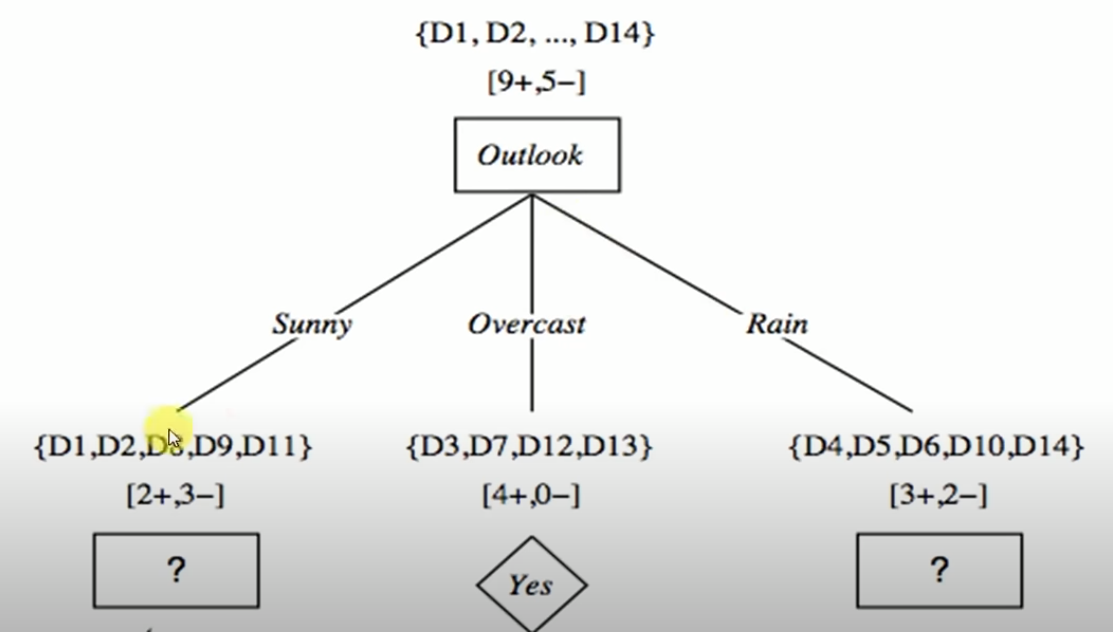 {D1, D2, ..., D14}
[9+,5−]
Outlook
Sunny
Overcast
Rain
{D1,D2,D8,D9,D11}
{D3,D7,D12,D13}
{D4,D5,D6,D10,D14}
[2+,3−]
[4+,0−]
[3+,2−]
?
Yes
?